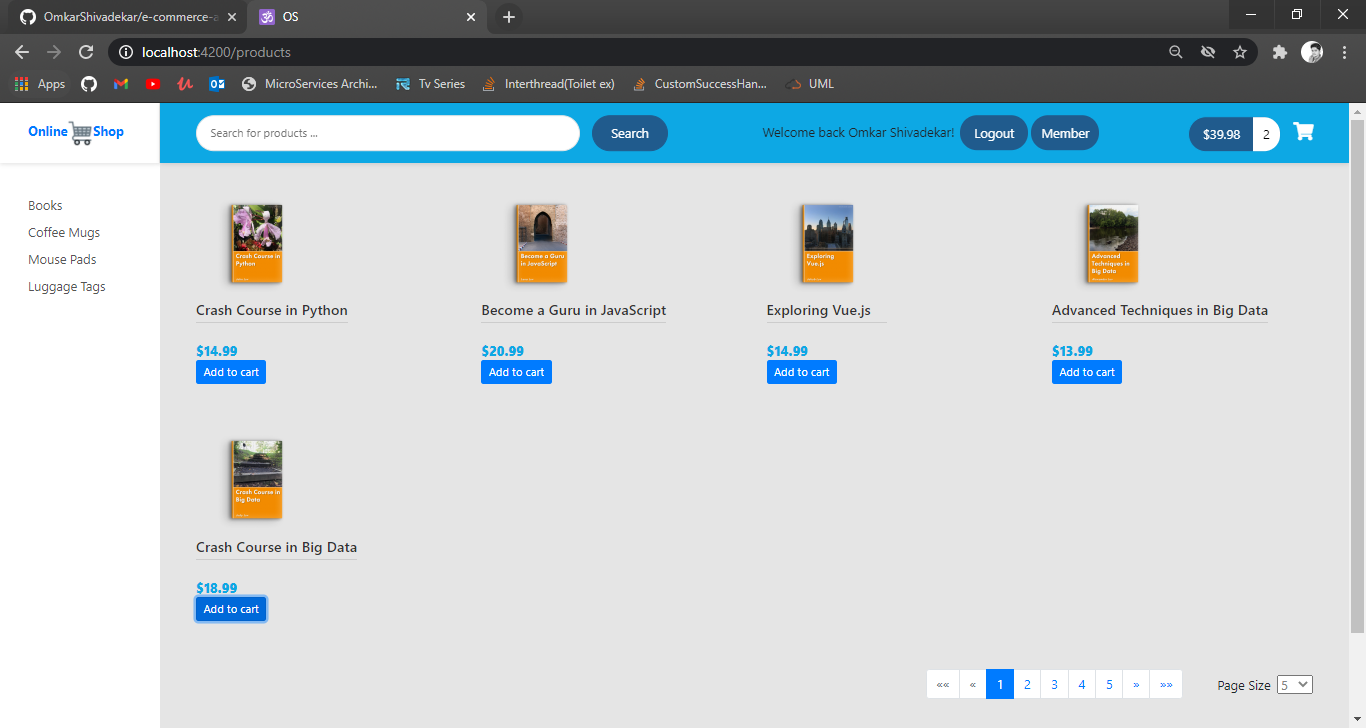 OmkarShivadekar/e-commerce-a
OS
localhost:4200/products
Apps
MicroServices Archi...
Tv Series
Interthread(Toilet ex)
CustomSuccessHan...
UML
Online Shop
Search for products ...
Search
Welcome back Omkar Shivadekar!
Logout
Member
$39.98
2
Books
Coffee Mugs
Mouse Pads
Luggage Tags
Crash Course in
Python
Become a Guru
in JavaScript
Exploring
Vue.js
Advanced
Techniques in
Big Data
Crash Course in Python
Become a Guru in JavaScript
Exploring Vue.js
Advanced Techniques in Big Data
$14.99
$20.99
$14.99
$13.99
Add to cart
Add to cart
Add to cart
Add to cart
Crash Course in
Big Data
Crash Course in Big Data
$18.99
Add to cart
«« « 1 2 3 4 5 » »»
Page Size 5